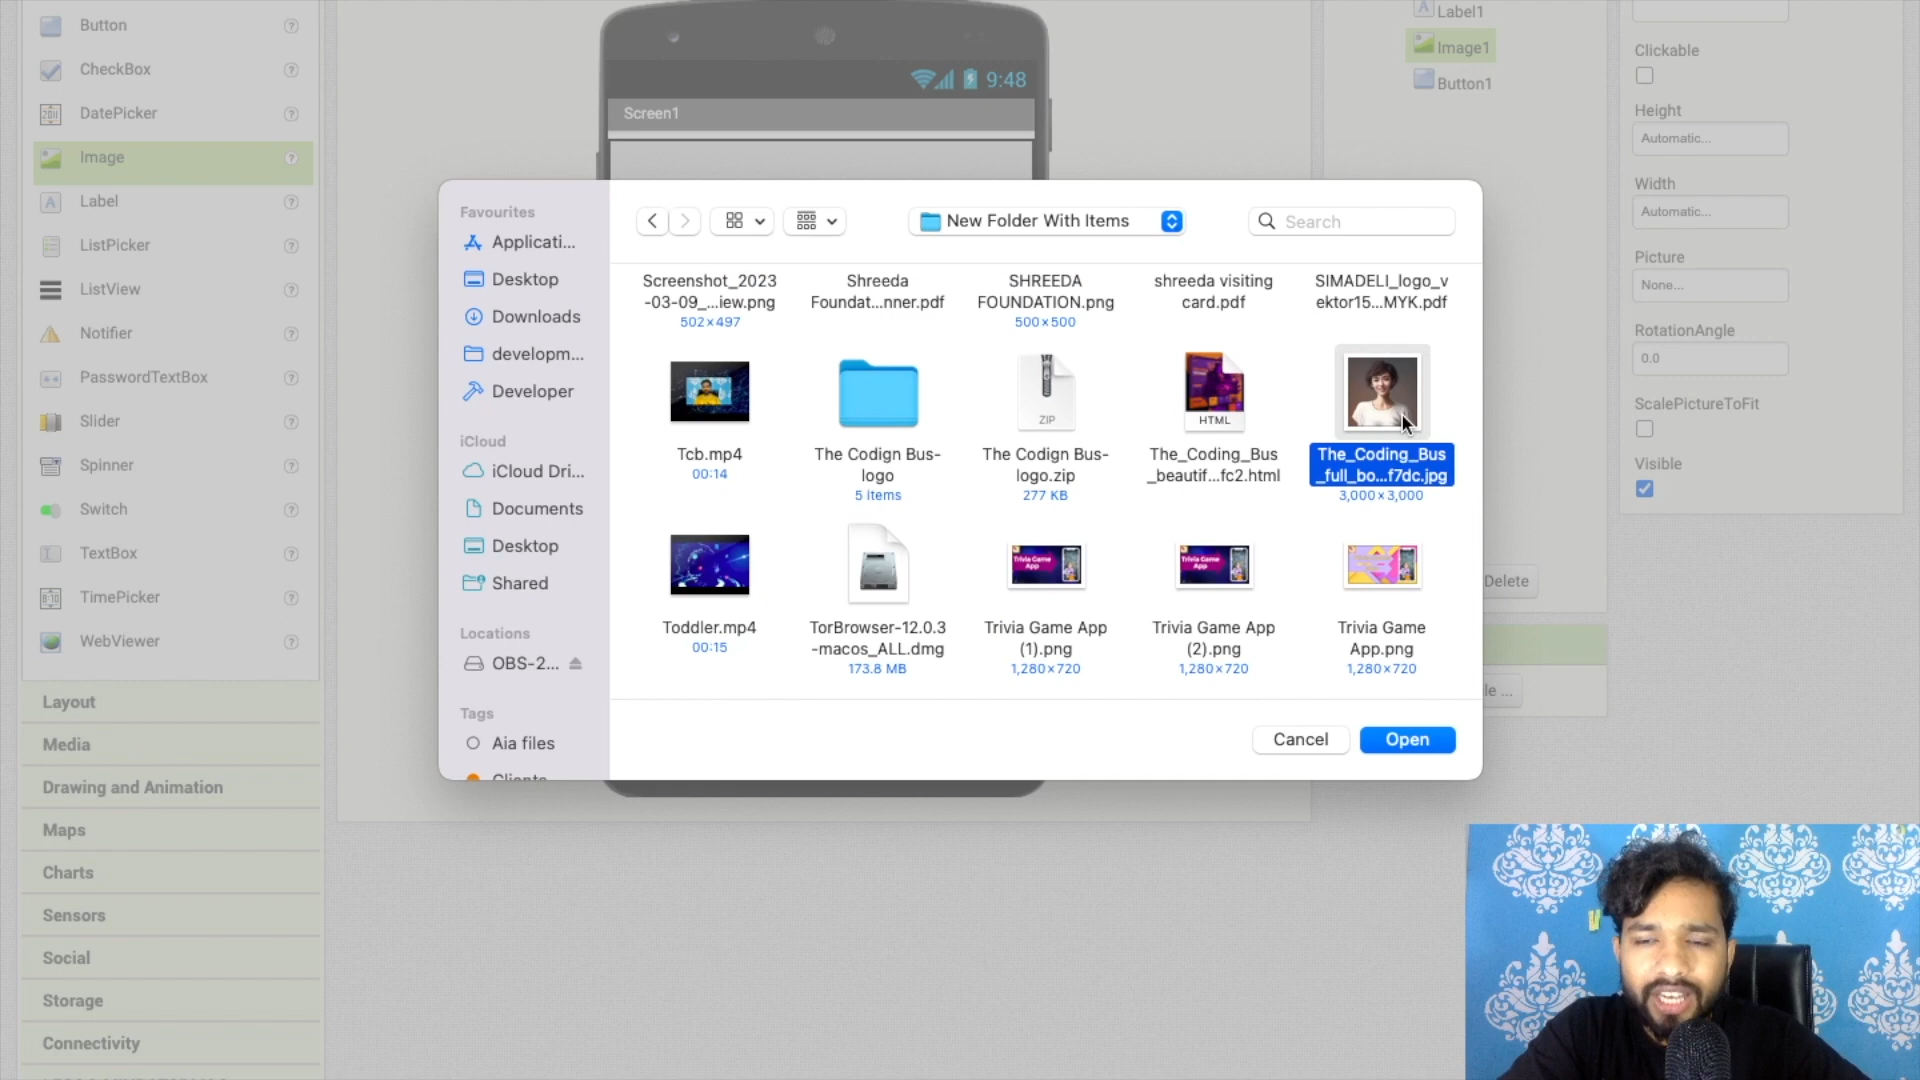 Button
CheckBox
DatePicker
Image
Label
ListPicker
ListView
Notifier
PasswordTextBox
Slider
Spinner
Switch
TextBox
TimePicker
WebViewer
Layout
Media
Drawing and Animation
Maps
Charts
Sensors
Social
Storage
Connectivity
9:48
Screen1
Favourites
Applicati...
Desktop
Downloads
developm...
Developer
iCloud
iCloud Dri...
Documents
Desktop
Shared
Locations
OBS-2...
Tags
Aia files
Clients
New Folder With Items
Search
Screenshot_2023
-03-09_...iew.png
502×497
Shreeda
Foundat...nner.pdf
SHREEDA
FOUNDATION.png
500×500
shreeda visiting
card.pdf
SIMADELI_logo_v
ektor15...MYK.pdf
Tcb.mp4
00:14
The Codign Bus-
logo
5 items
ZIP
The Codign Bus-
logo.zip
277 KB
HTML
The_Coding_Bus
_beautif...fc2.html
The_Coding_Bus
_full_bo...f7dc.jpg
3,000×3,000
Toddler.mp4
00:15
TorBrowser-12.0.3
-macos_ALL.dmg
173.8 MB
Trivia Game
App
Trivia Game App
(1).png
1,280×720
Trivia Game
App
Trivia Game App
(2).png
1,280×720
Trivia Game
App.png
1,280×720
Cancel
Open
Label1
Image1
Button1
Delete
le ...
Clickable
Height
Automatic...
Width
Automatic...
Picture
None...
RotationAngle
0.0
ScalePictureToFit
Visible